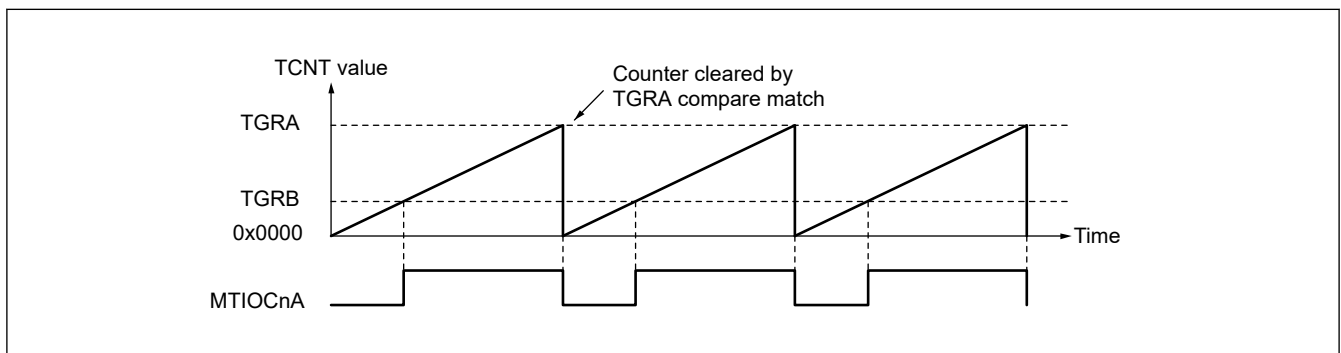 TCNT value
Counter cleared by
TGRA compare match
TGRA
TGRB
0x0000
Time
MTIOCnA